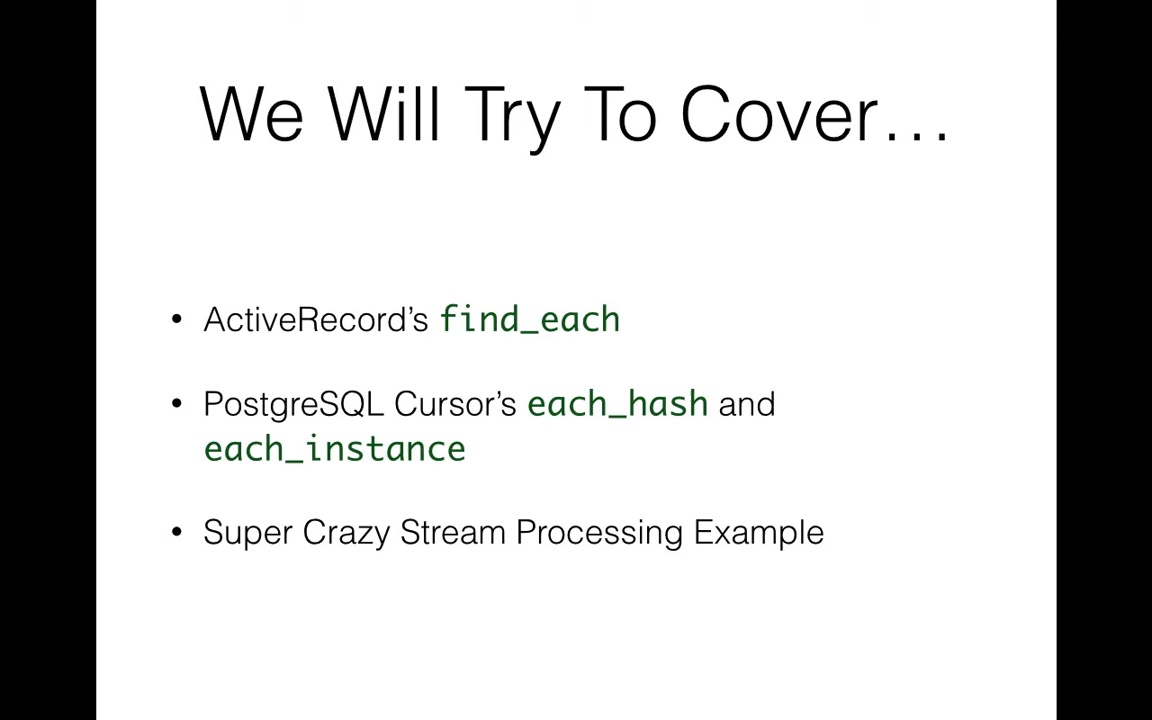 We Will Try To Cover…
• ActiveRecord’s find_each
• PostgreSQL Cursor’s each_hash and
each_instance
• Super Crazy Stream Processing Example